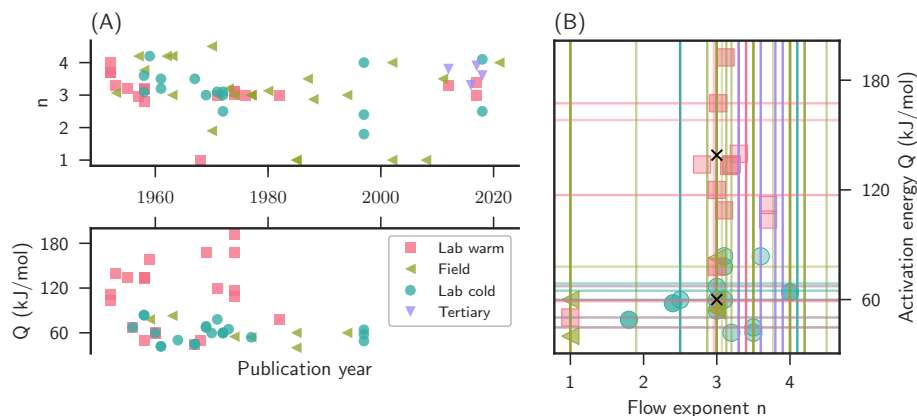 (A)
n
4
3
2
1
1960
1980
2000
2020
Q (kJ/mol)
180
120
60
Lab warm
Field
Lab cold
Tertiary
Publication year
(B)
180
120
60
Activation energy Q (kJ/mol)
1
2
3
4
Flow exponent n